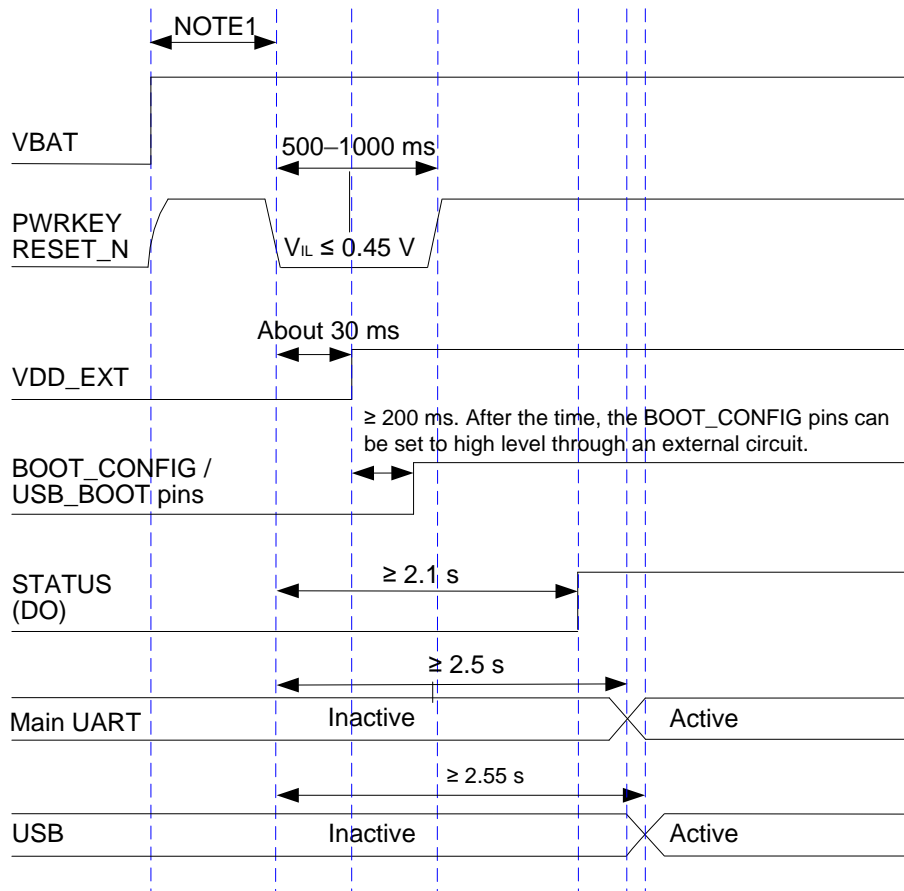 NOTE1
VBAT
500–1000 ms
PWRKEY
RESET_N
VIL ≤ 0.45 V
About 30 ms
VDD_EXT
≥ 200 ms. After the time, the BOOT_CONFIG pins can
be set to high level through an external circuit.
BOOT_CONFIG /
USB_BOOT pins
≥ 2.1 s
STATUS
(DO)
≥ 2.5 s
Main UART
Inactive
Active
≥ 2.55 s
USB
Inactive
Active